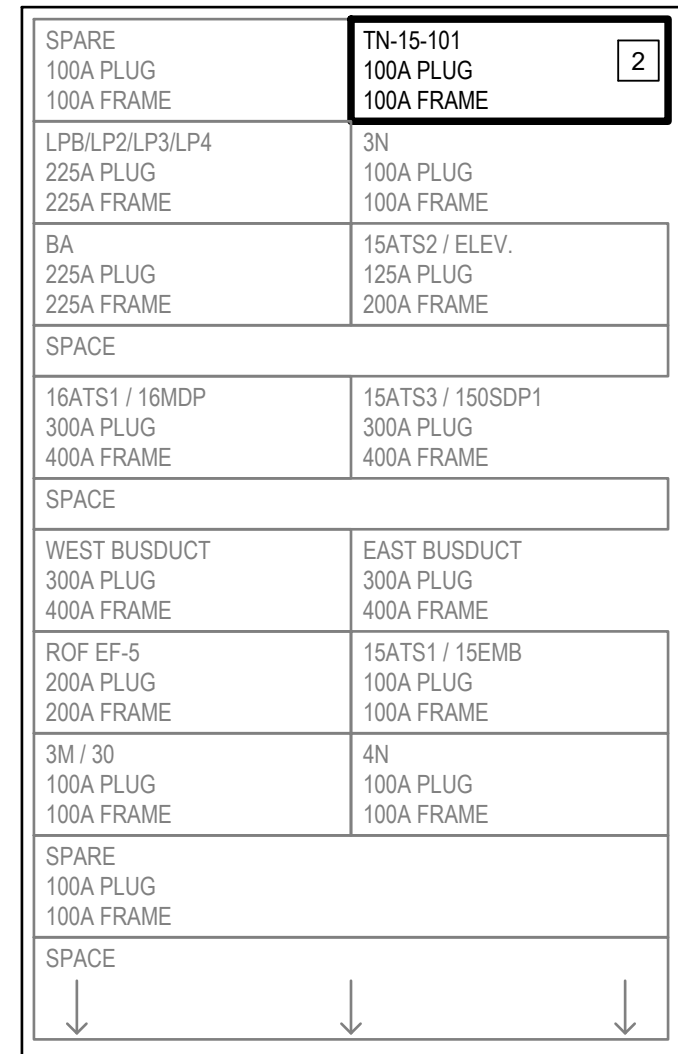 SPARE
100A PLUG
100A FRAME
TN-15-101
100A PLUG
100A FRAME
2
LPB/LP2/LP3/LP4
225A PLUG
225A FRAME
3N
100A PLUG
100A FRAME
BA
225A PLUG
225A FRAME
15ATS2 / ELEV.
125A PLUG
200A FRAME
SPACE
16ATS1 / 16MDP
300A PLUG
400A FRAME
15ATS3 / 150SDP1
300A PLUG
400A FRAME
SPACE
WEST BUSDUCT
300A PLUG
400A FRAME
EAST BUSDUCT
300A PLUG
400A FRAME
ROF EF-5
200A PLUG
200A FRAME
15ATS1 / 15EMB
100A PLUG
100A FRAME
3M / 30
100A PLUG
100A FRAME
4N
100A PLUG
100A FRAME
SPARE
100A PLUG
100A FRAME
SPACE